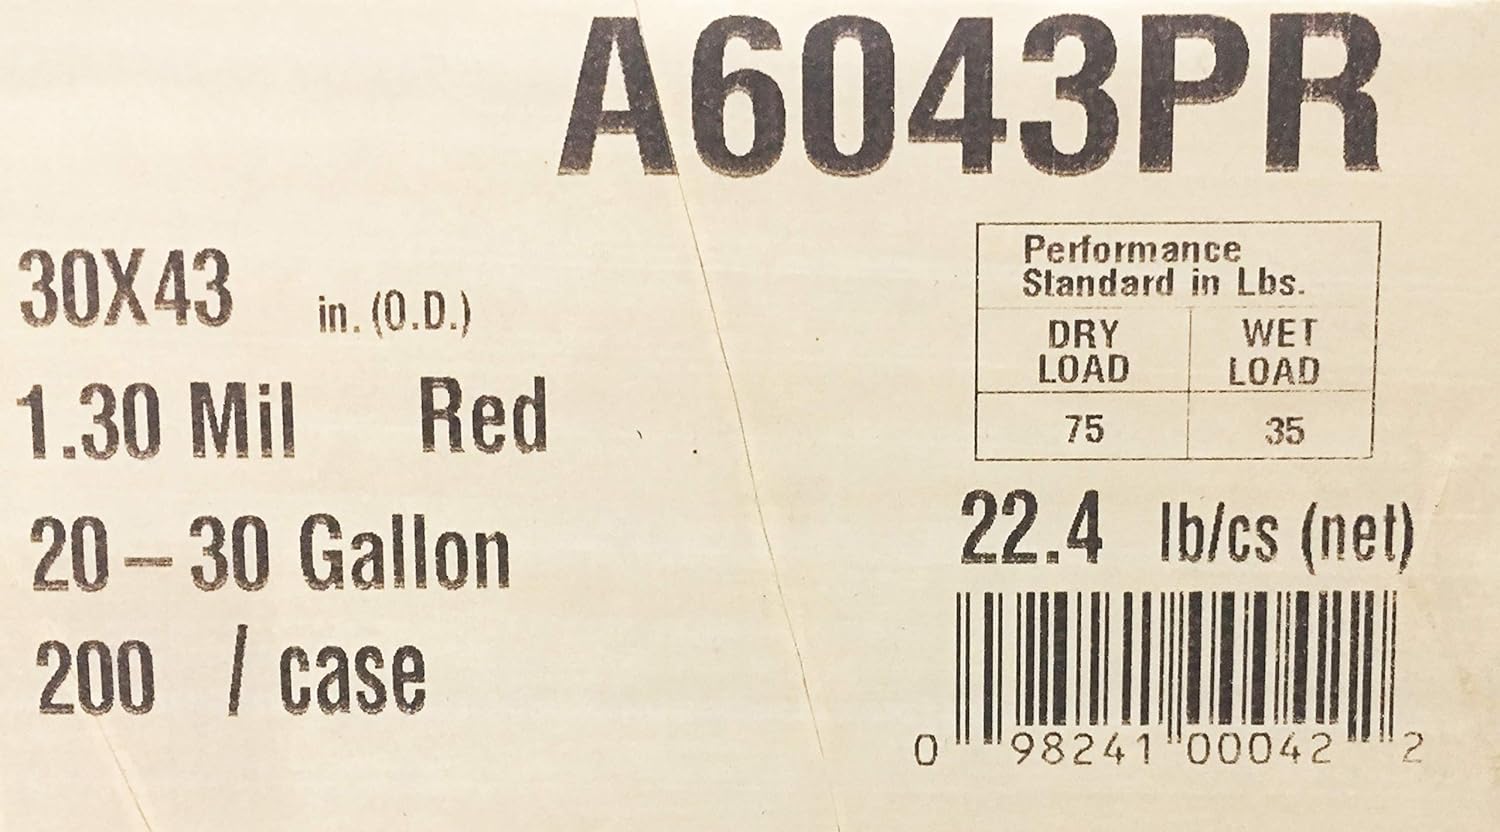 A6043PR
30X43 in. (O.D.)
1.30 Mil Red
20-30 Gallon
200 / case
Performance
Standard in Lbs.
DRY LOAD
WET LOAD
75 35
22.4 lb/cs (net)
0 98241 00042 2